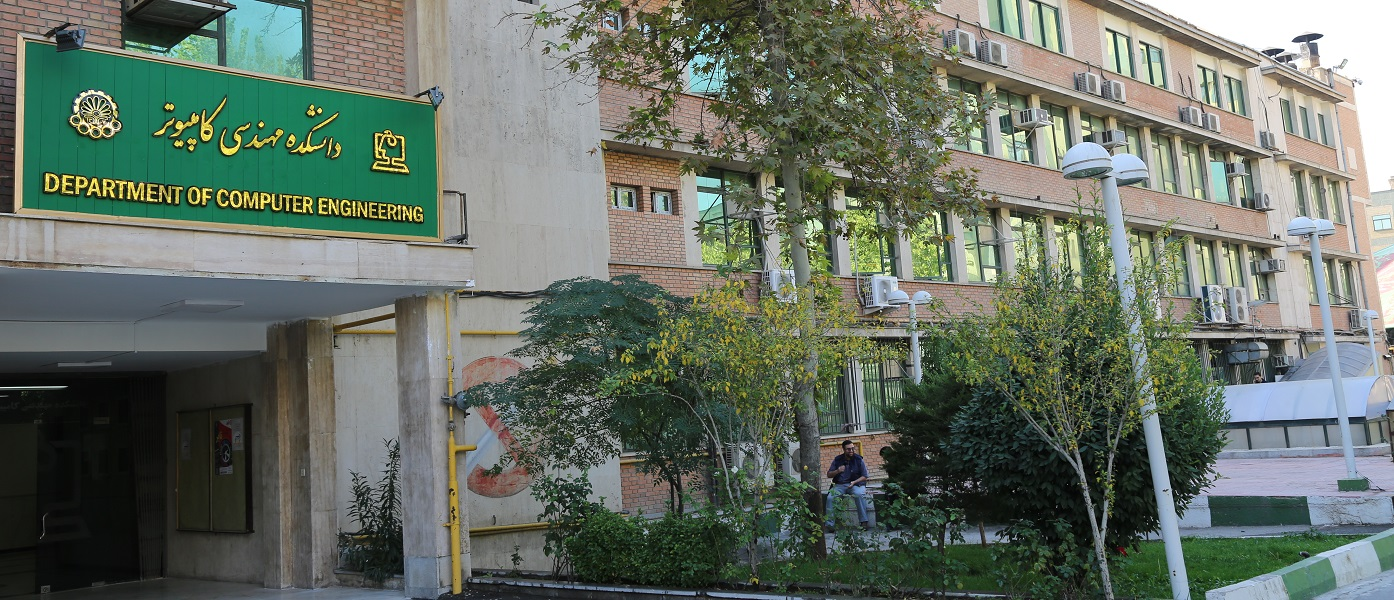 دانشکده مهندسی کامپیوتر
DEPARTMENT OF COMPUTER ENGINEERING